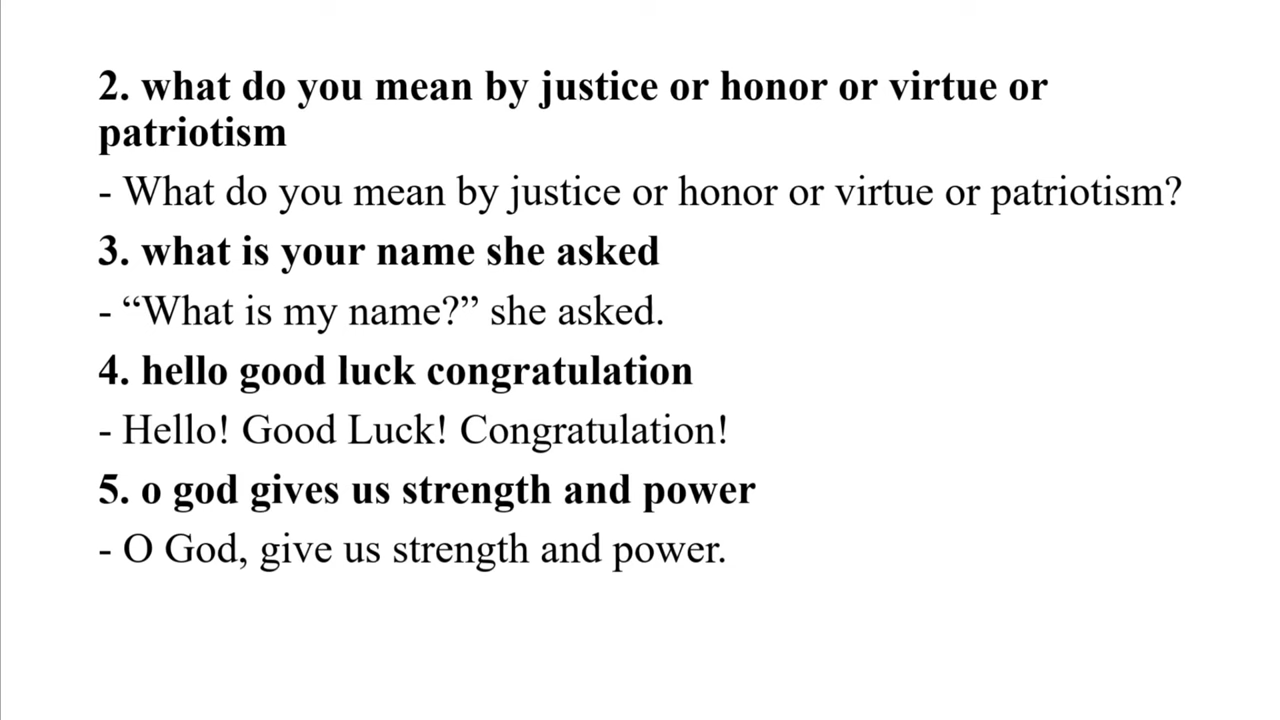 2. what do you mean by justice or honor or virtue or
patriotism
- What do you mean by justice or honor or virtue or patriotism?
3. what is your name she asked
- “What is my name?” she asked.
4. hello good luck congratulation
- Hello! Good Luck! Congratulation!
5. o god gives us strength and power
- O God, give us strength and power.